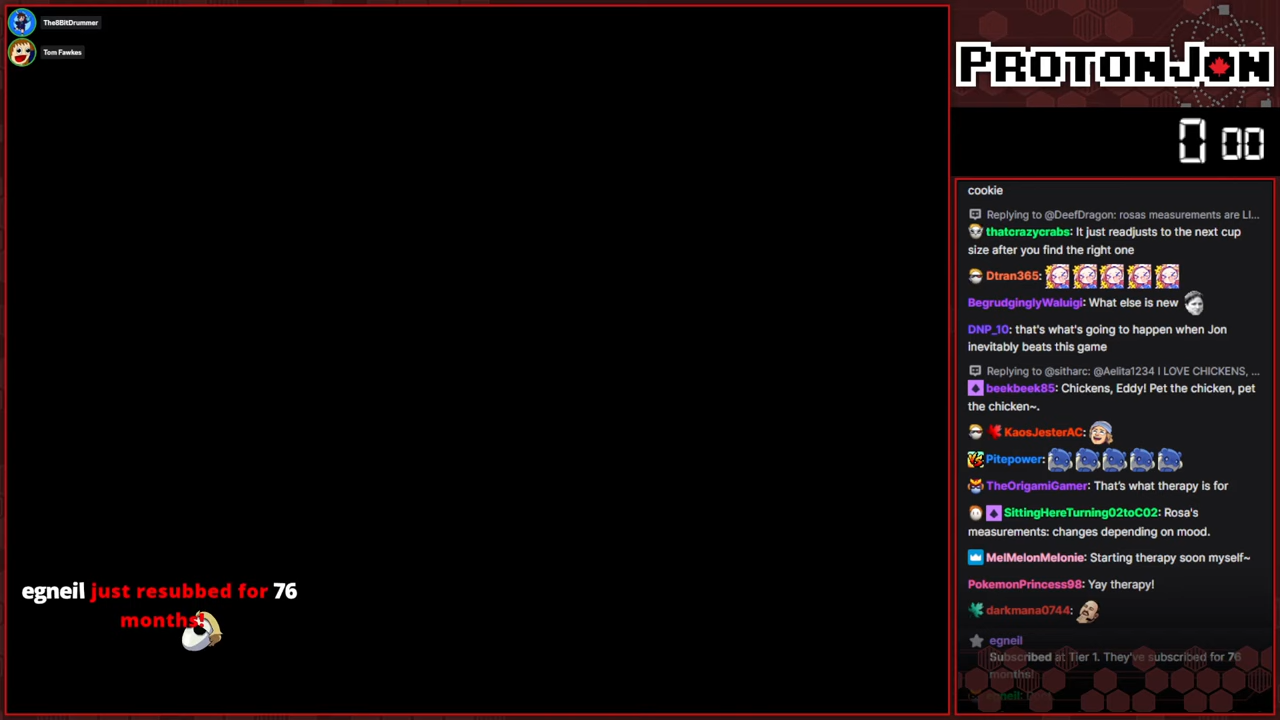 The8BitDrummer
Tom Fawkes
egneil just resubbed for 76
months!
PROTONJON
0 00
cookie
Replying to @DeefDragon: rosas measurements are LI...
thatcrazycrabs: It just readjusts to the next cup
size after you find the right one
Dtran365:
BegrudginglyWaluigi: What else is new
DNP_10: that's what's going to happen when Jon
inevitably beats this game
Replying to @sitharc: @Aelita1234 I LOVE CHICKENS, ...
beekbeek85: Chickens, Eddy! Pet the chicken, pet
the chicken~.
KaosJesterAC:
Pitepower:
TheOrigamiGamer: That's what therapy is for
SittingHereTurning02toC02: Rosa's
measurements: changes depending on mood.
MelMelonMelonie: Starting therapy soon myself~
PokemonPrincess98: Yay therapy!
darkmana0744:
egneil
Subscribed at Tier 1. They've subscribed for 76
months!